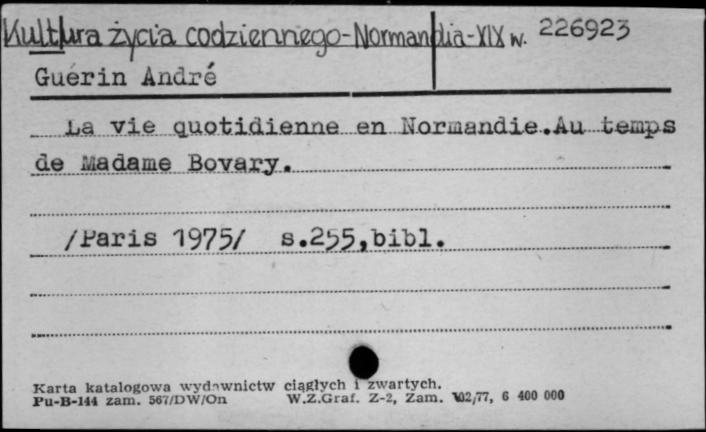 Kultura życia codziennego-Normandia-XIX w. 226923
Guérin André
La vie quotidienne en Normandie.Au temps
de Madame Bovary.
/Paris 1975/ s.255,bibl.
Karta katalogowa wydawnictw ciągłych i zwartych.
Pu-B-144 zam. 567/DW/On W.Z.Graf. Z-2, Zam. 102/77, 6 400 000